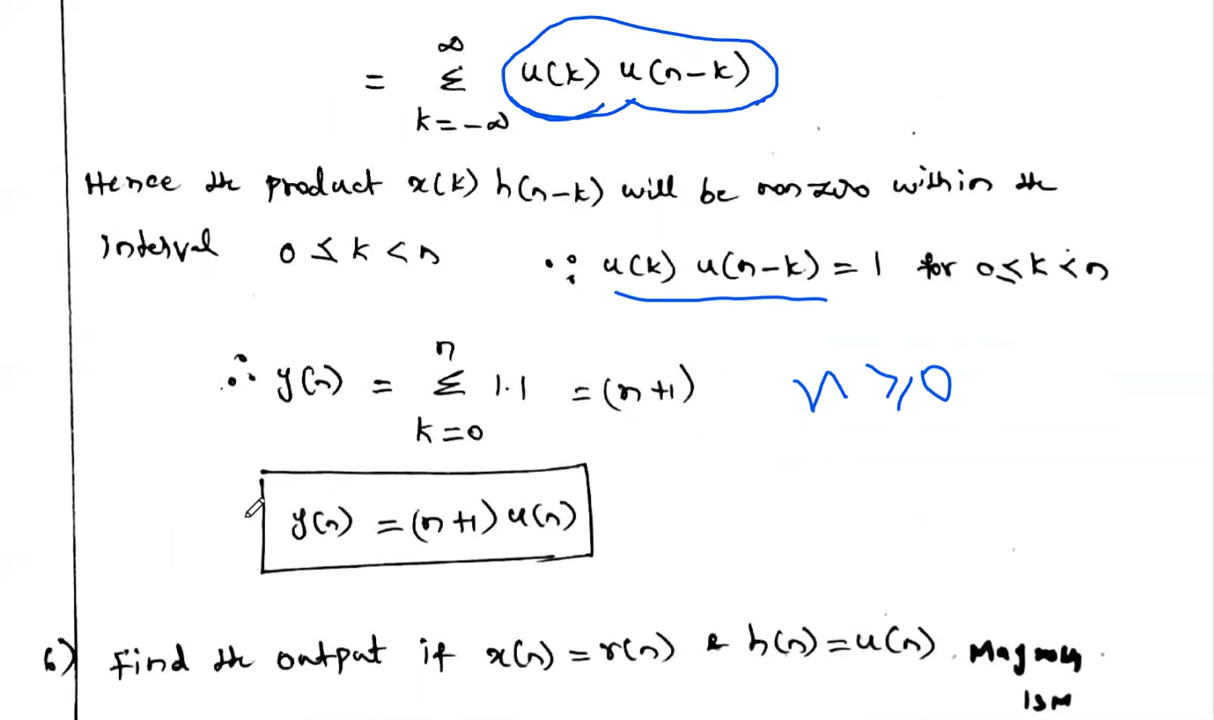 = ∞ Σ k=-∞ u(k) u(n-k)
Hence the product x(k) h(n-k) will be non zero within the
interval 0 ≤ k < n ∵ u(k) u(n-k) = 1 for 0 ≤ k < n
∴ y(n) = n Σ k=0 1·1 = (n+1) n ≥ 0
y(n) = (n+1) u(n)
6) Find the output if x(n) = r(n) & h(n) = u(n).